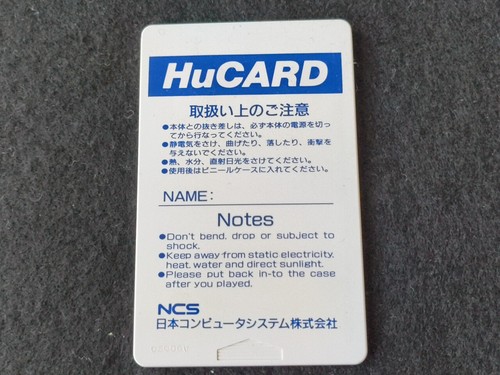 HuCARD
取扱い上のご注意
●本体との抜き差しは、必ず本体の電源を切っ
てから行なってください。
●静電気をさけ、曲げたり、落したり、衝撃を
与えないでください。
●熱、水分、直射日光をさけてください。
●使用後はビニールケースに入れてください。
NAME:
Notes
●Don't bend, drop or subject to
shock.
●Keep away from static electricity,
heat, water and direct sunlight.
●Please put back in-to the case
after you played.
NCS
日本コンピュータシステム株式会社